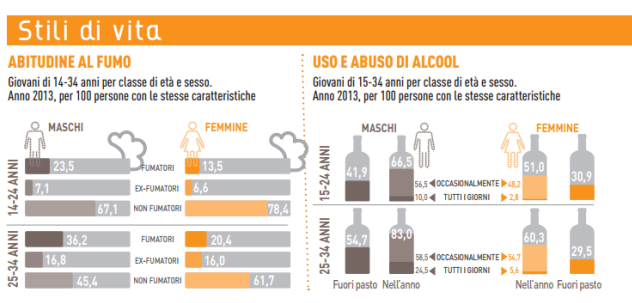 Stili di vita
ABITUDINE AL FUMO
Giovani di 14-34 anni per classe di età e sesso.
Anno 2013, per 100 persone con le stesse caratteristiche
MASCHI
FEMMINE
14-24 ANNI
23,5 FUMATORI 13,5
7,1 EX-FUMATORI 6,6
67,1 NON FUMATORI 78,4
25-34 ANNI
36,2 FUMATORI 20,4
16,8 EX-FUMATORI 16,0
45,4 NON FUMATORI 61,7
USO E ABUSO DI ALCOOL
Giovani di 15-34 anni per classe di età e sesso.
Anno 2013, per 100 persone con le stesse caratteristiche
MASCHI
FEMMINE
15-24 ANNI
41,9 66,5 51,0 30,9
56,5 OCCASIONALMENTE 48,2
10,0 TUTTI I GIORNI 2,8
25-34 ANNI
54,7 83,0 60,3 29,5
58,5 OCCASIONALMENTE 54,7
24,5 TUTTI I GIORNI 5,6
Fuori pasto Nell'anno Nell'anno Fuori pasto